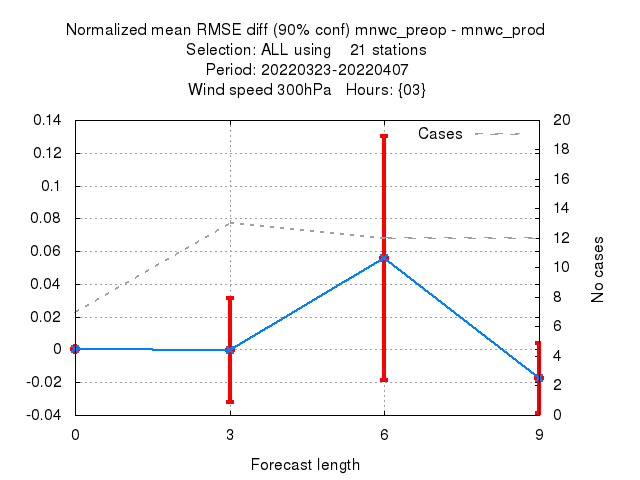 Normalized mean RMSE diff (90% conf) mnwc_preop - mnwc_prod
Selection: ALL using    21 stations
Period: 20220323-20220407
Wind speed 300hPa   Hours: {03}
0.14
0.12
0.1
0.08
0.06
0.04
0.02
0
-0.02
-0.04
Cases
20
18
16
14
12
10
8
6
4
2
0
No cases
0 3 6 9
Forecast length